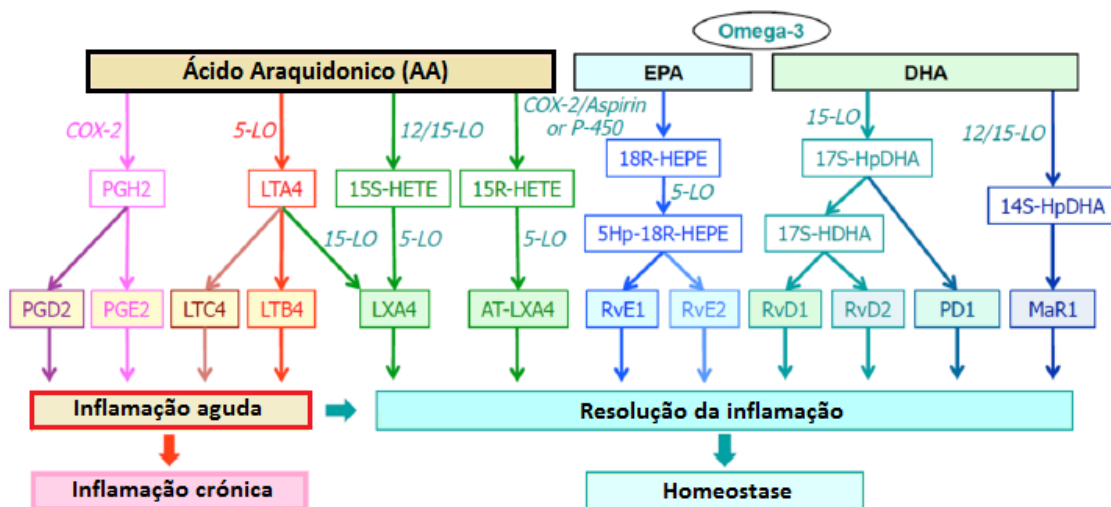 Omega-3
Ácido Araquidonico (AA)
EPA
DHA
COX-2
5-LO
12/15-LO
COX-2/Aspirin
or P-450
15-LO
12/15-LO
PGH2
LTA4
15S-HETE
15R-HETE
18R-HEPE
17S-HpDHA
14S-HpDHA
15-LO
5-LO
5-LO
5-LO
5Hp-18R-HEPE
17S-HDHA
PGD2
PGE2
LTC4
LTB4
LXA4
AT-LXA4
RvE1
RvE2
RvD1
RvD2
PD1
MaR1
Inflamação aguda
Resolução da inflamação
Inflamação crónica
Homeostase